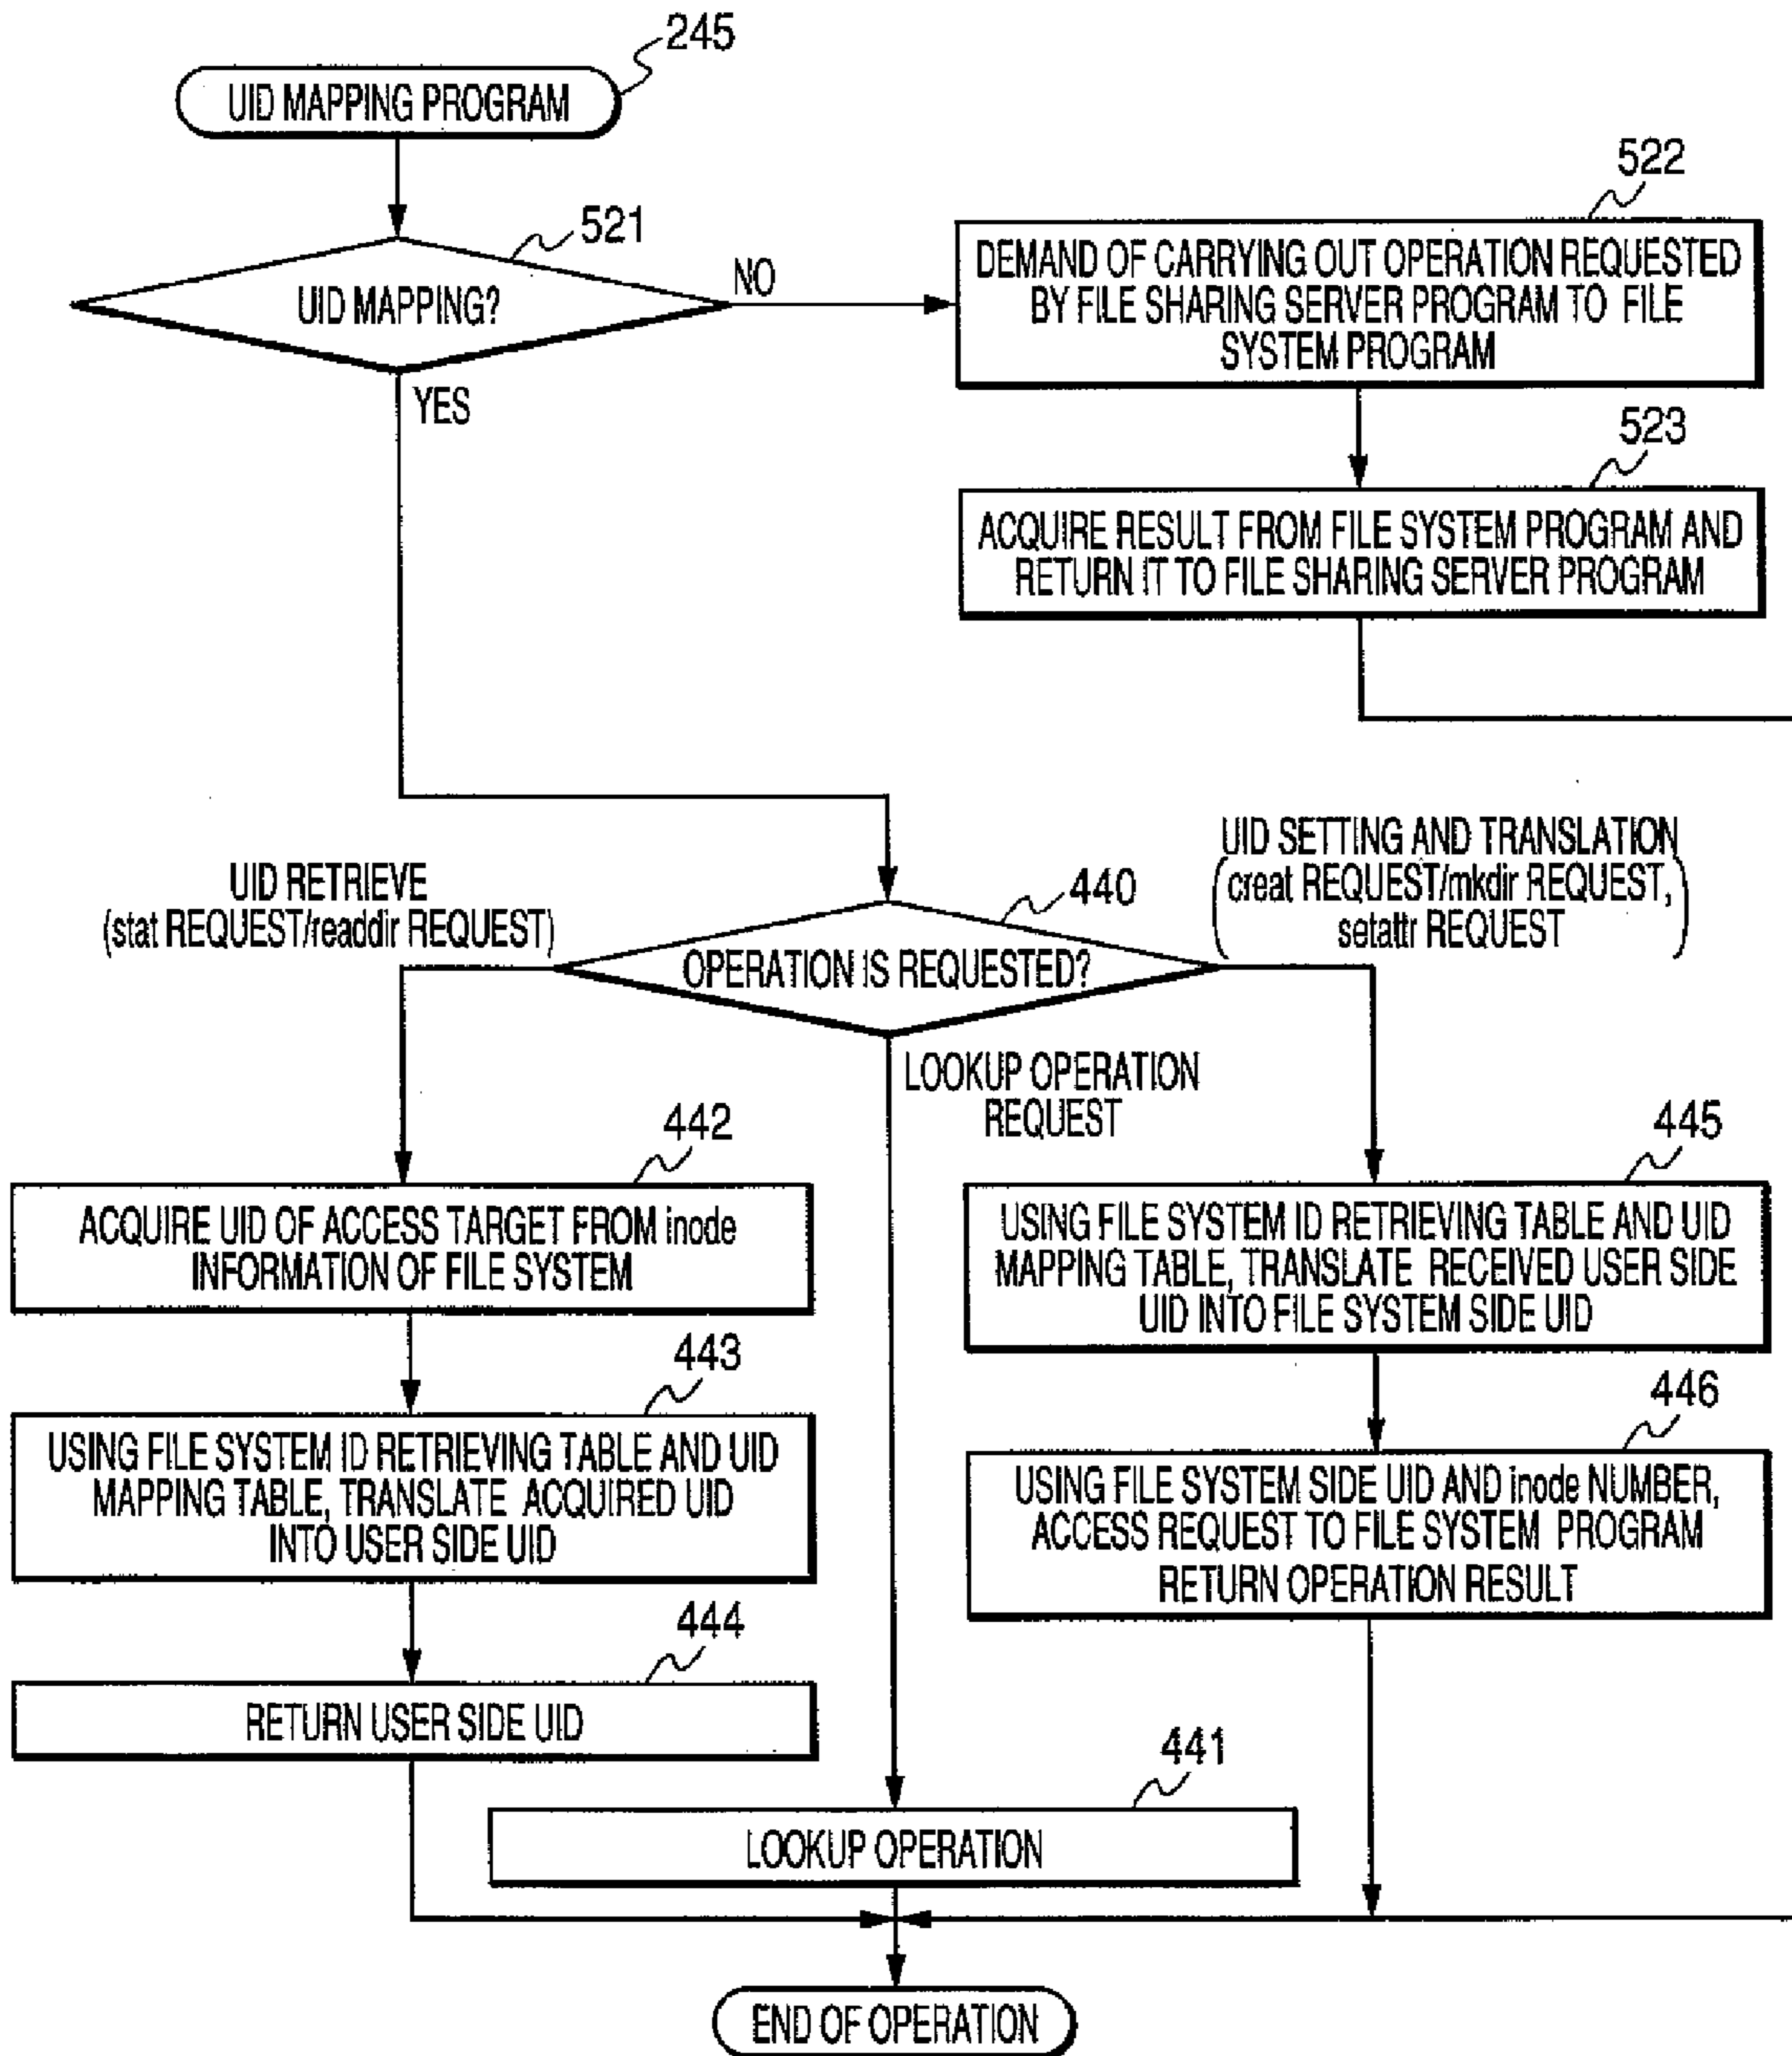 245
UID MAPPING PROGRAM
521
UID MAPPING?
NO
YES
522
DEMAND OF CARRYING OUT OPERATION REQUESTED
BY FILE SHARING SERVER PROGRAM TO FILE
SYSTEM PROGRAM
523
ACQUIRE RESULT FROM FILE SYSTEM PROGRAM AND
RETURN IT TO FILE SHARING SERVER PROGRAM
UID RETRIEVE
(stat REQUEST/readdir REQUEST)
440
OPERATION IS REQUESTED?
UID SETTING AND TRANSLATION
(creat REQUEST/mkdir REQUEST,
setattr REQUEST)
LOOKUP OPERATION
REQUEST
442
ACQUIRE UID OF ACCESS TARGET FROM inode
INFORMATION OF FILE SYSTEM
443
USING FILE SYSTEM ID RETRIEVING TABLE AND UID
MAPPING TABLE, TRANSLATE ACQUIRED UID
INTO USER SIDE UID
444
RETURN USER SIDE UID
445
USING FILE SYSTEM ID RETRIEVING TABLE AND UID
MAPPING TABLE, TRANSLATE RECEIVED USER SIDE
UID INTO FILE SYSTEM SIDE UID
446
USING FILE SYSTEM SIDE UID AND inode NUMBER,
ACCESS REQUEST TO FILE SYSTEM PROGRAM
RETURN OPERATION RESULT
441
LOOKUP OPERATION
END OF OPERATION